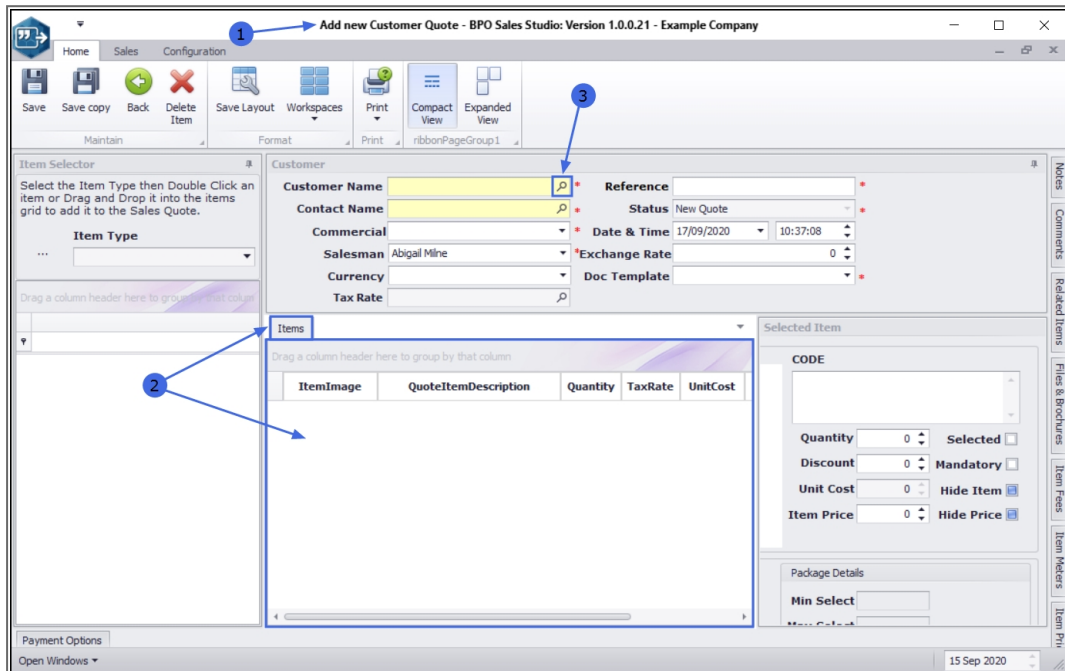 Add new Customer Quote - BPO Sales Studio: Version 1.0.0.21 - Example Company
1
Home Sales Configuration
Save Save copy Back Delete Item Save Layout Workspaces Print Compact View Expanded View
3
Maintain Format Print ribbonPageGroup1
Item Selector
Select the Item Type then Double Click an
item or Drag and Drop it into the items
grid to add it to the Sales Quote.
Item Type
...
Drag a column header here to group by that colum
Customer
Customer Name * Reference *
Contact Name * Status New Quote *
Commercial * Date & Time 17/09/2020 10:37:08
Salesman Abigail Milne * Exchange Rate 0
Currency Doc Template *
Tax Rate
Items
2
Drag a column header here to group by that column
ItemImage QuoteItemDescription Quantity TaxRate UnitCost
Selected Item
CODE
Quantity 0 Selected
Discount 0 Mandatory
Unit Cost 0 Hide Item
Item Price 0 Hide Price
Package Details
Min Select
Notes
Comments
Related Items
Files & Brochures
Item Fees
Item Meters
Payment Options
Open Windows
15 Sep 2020